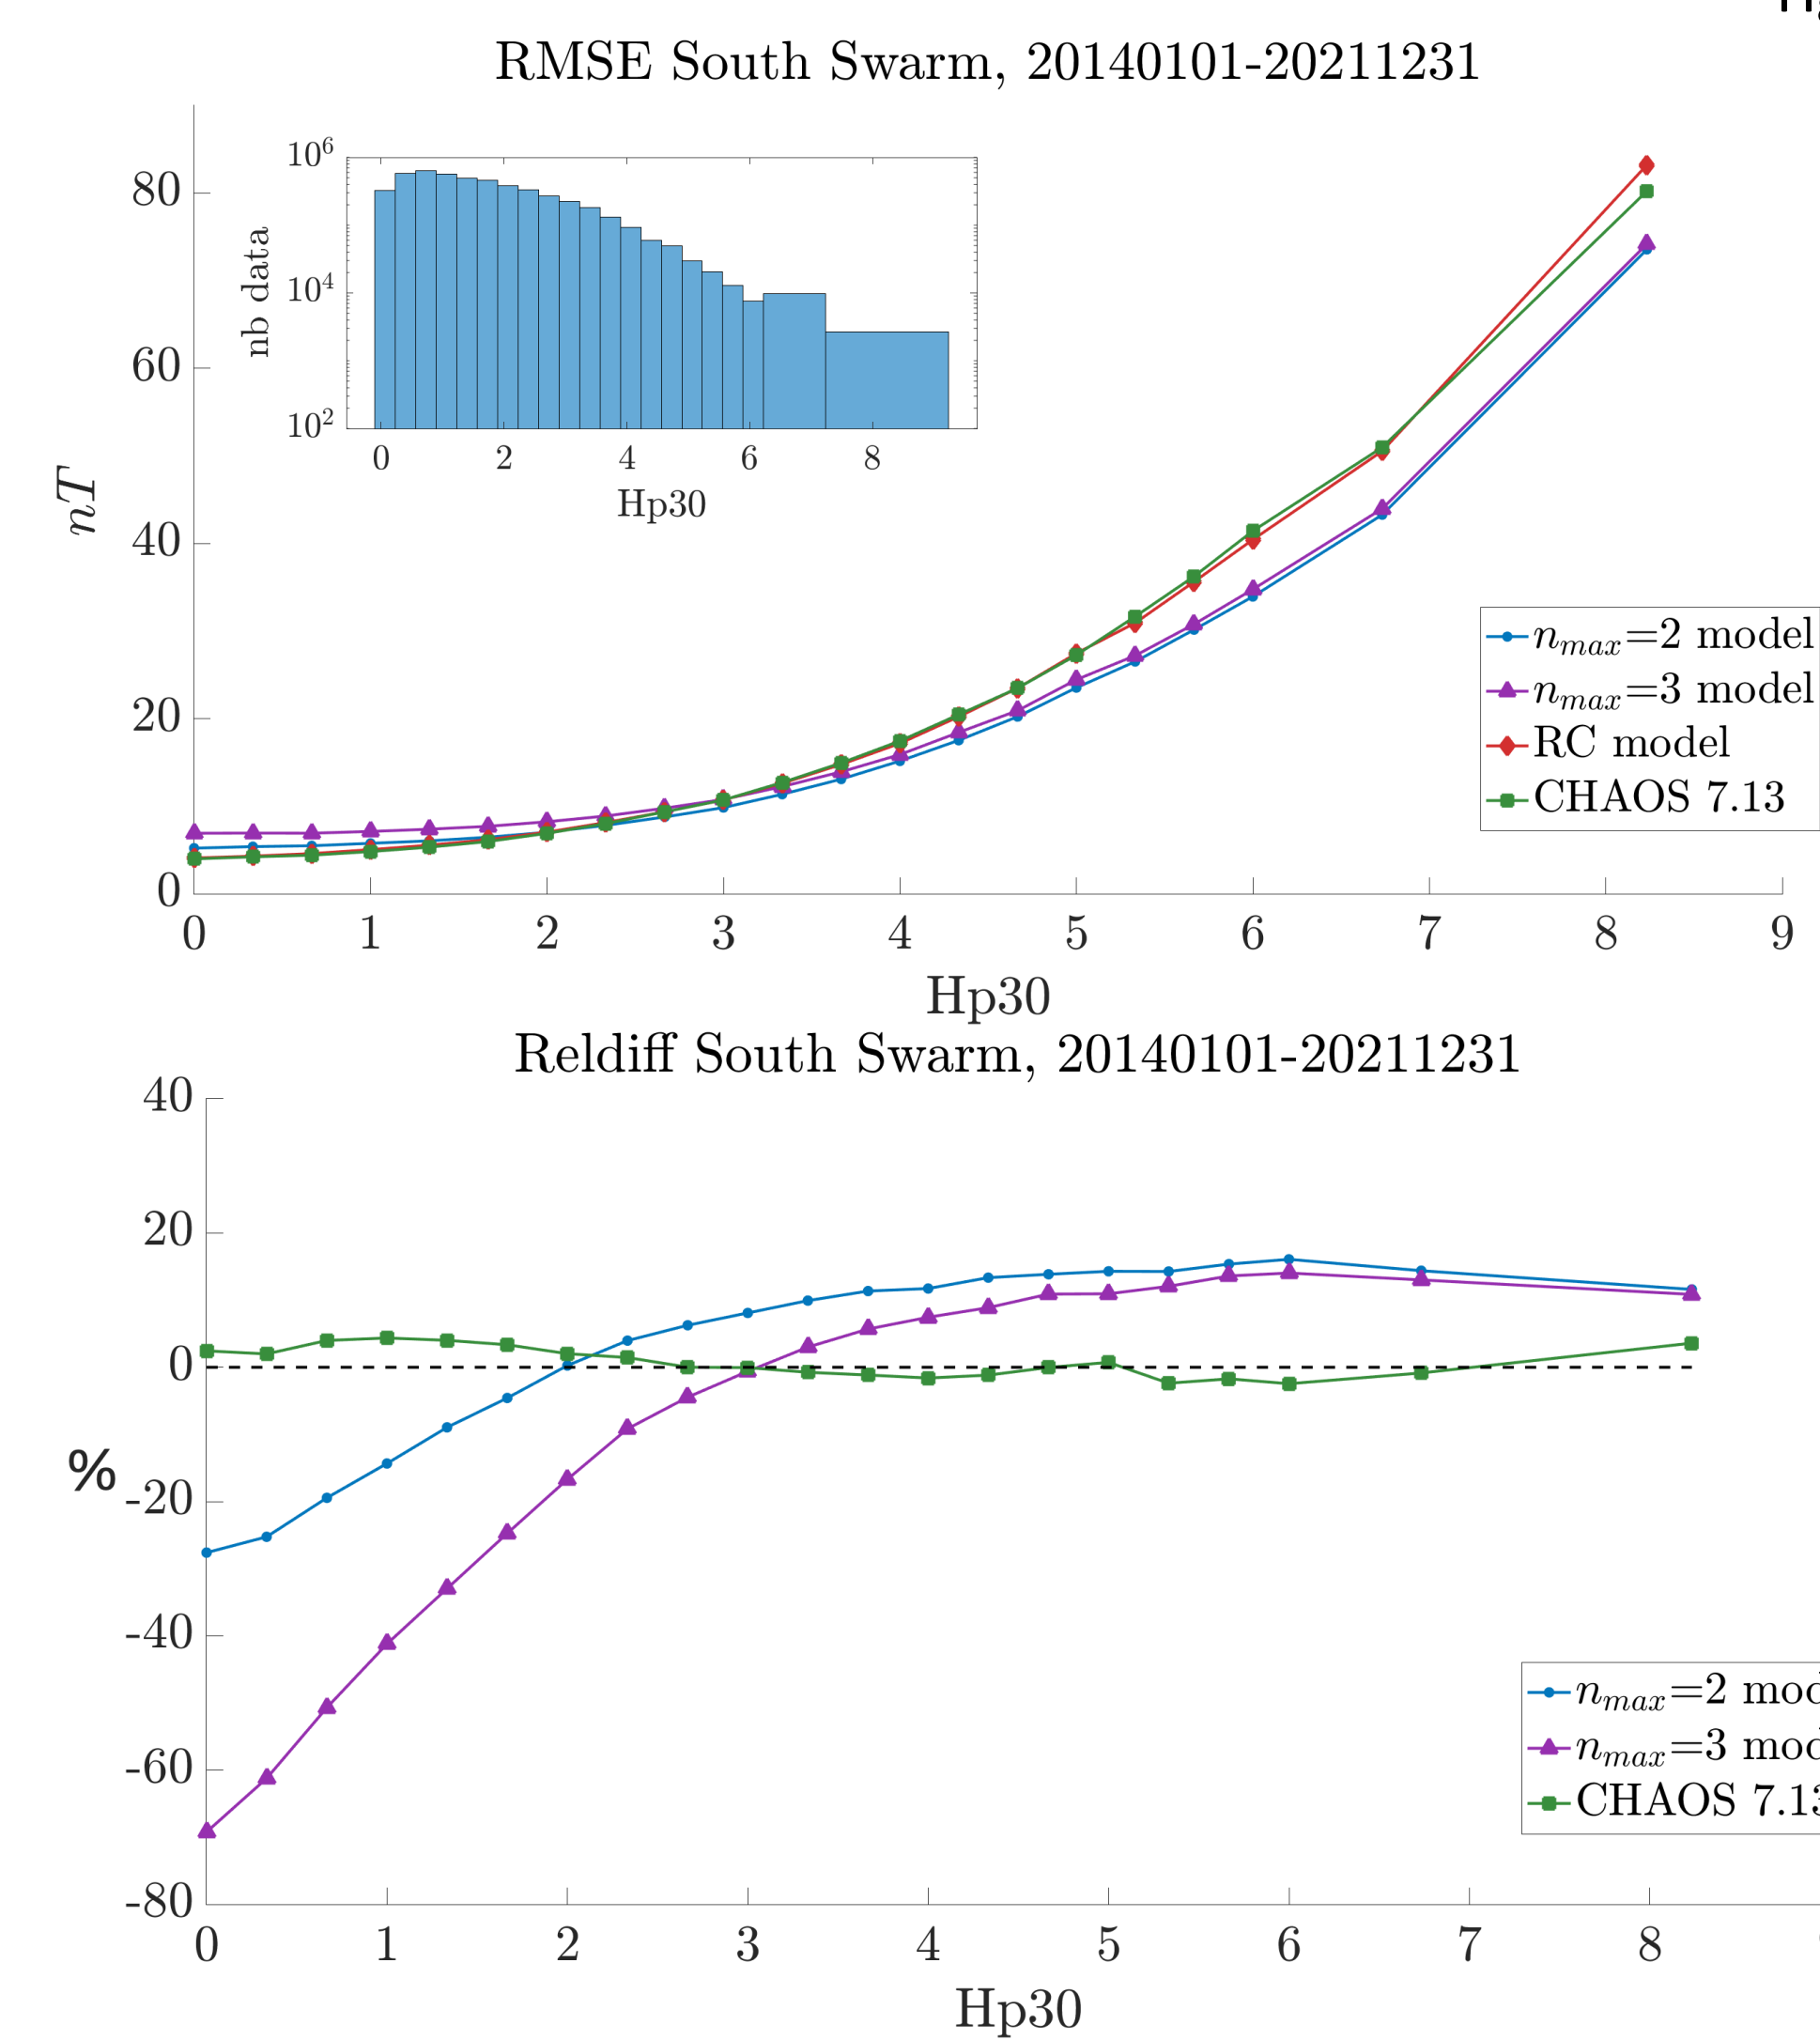 RMSE South Swarm, 20140101-20211231
80
60
40
20
0
nT
10^6
10^4
10^2
nb data
0 2 4 6 8
Hp30
n_max=2 model
n_max=3 model
RC model
CHAOS 7.13
0 1 2 3 4 5 6 7 8 9
Hp30
Reldiff South Swarm, 20140101-20211231
40
20
0
-20
-40
-60
-80
%
n_max=2 mod
n_max=3 mod
CHAOS 7.13
0 1 2 3 4 5 6 7 8
Hp30